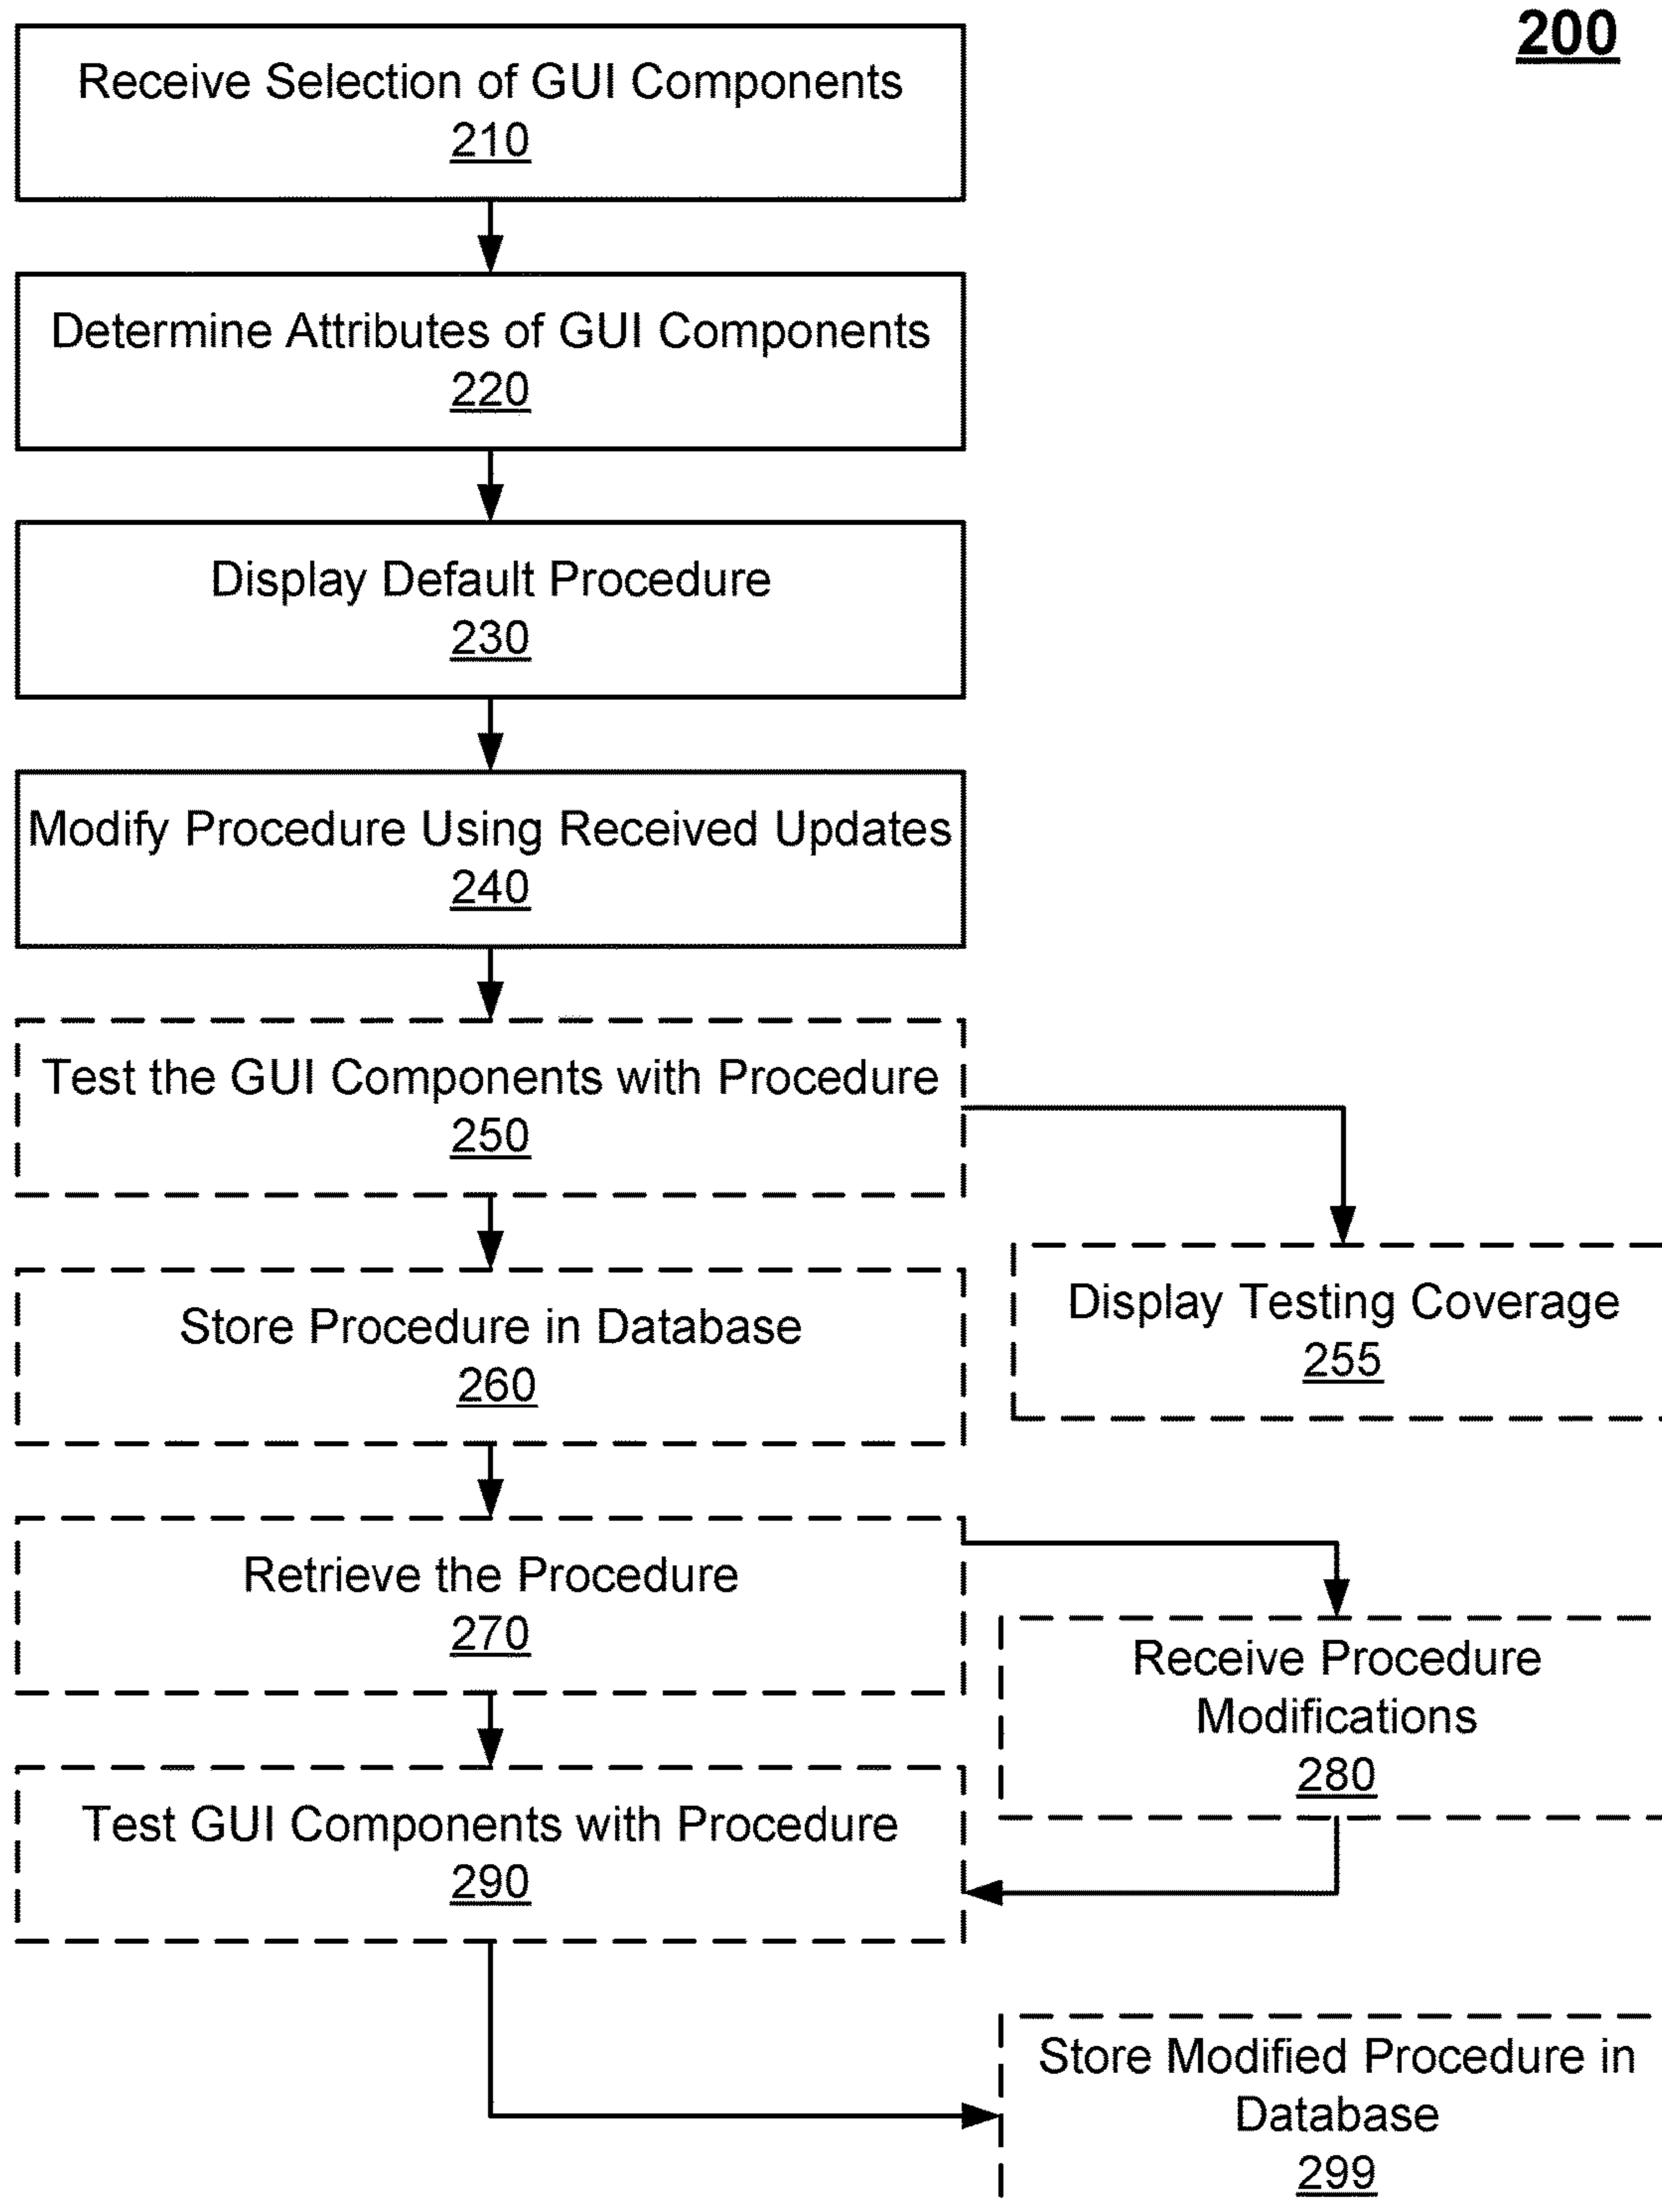 200
Receive Selection of GUI Components
210
Determine Attributes of GUI Components
220
Display Default Procedure
230
Modify Procedure Using Received Updates
240
Test the GUI Components with Procedure
250
Display Testing Coverage
255
Store Procedure in Database
260
Retrieve the Procedure
270
Receive Procedure
Modifications
280
Test GUI Components with Procedure
290
Store Modified Procedure in
Database
299